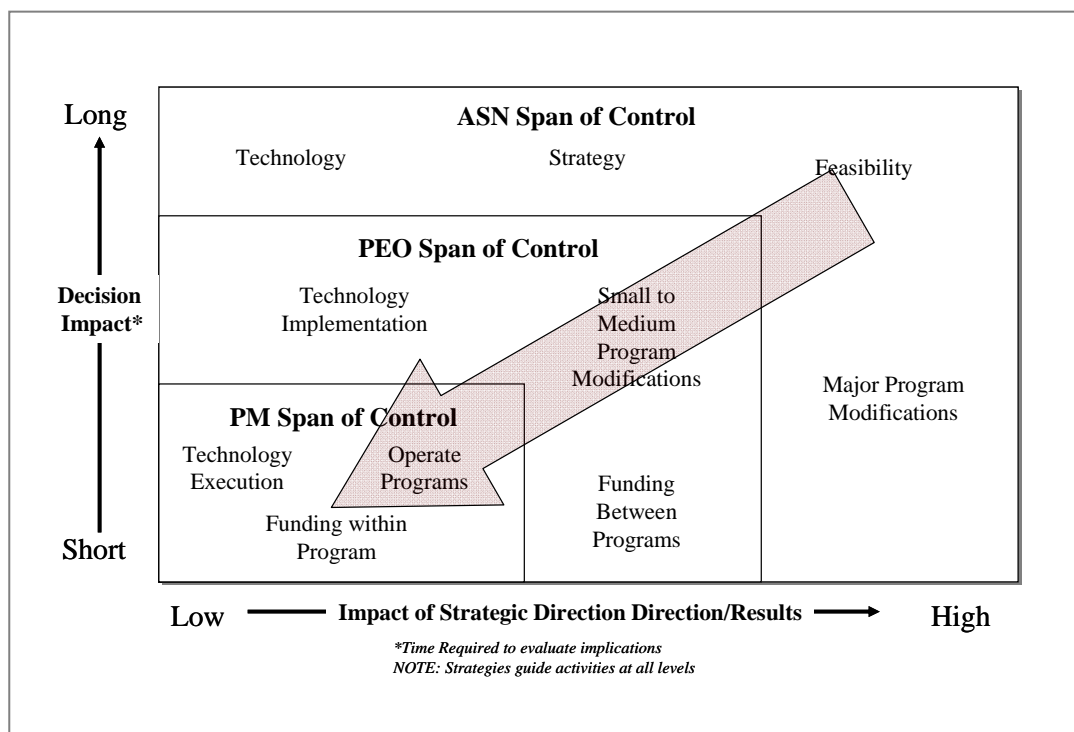 Long
ASN Span of Control
Technology
Strategy
Feasibility
PEO Span of Control
Decision
Impact*
Technology
Implementation
Small to
Medium
Program
Modifications
Major Program
Modifications
PM Span of Control
Technology
Execution
Operate
Programs
Funding within
Program
Funding
Between
Programs
Short
Low
Impact of Strategic Direction Direction/Results
High
*Time Required to evaluate implications
NOTE: Strategies guide activities at all levels